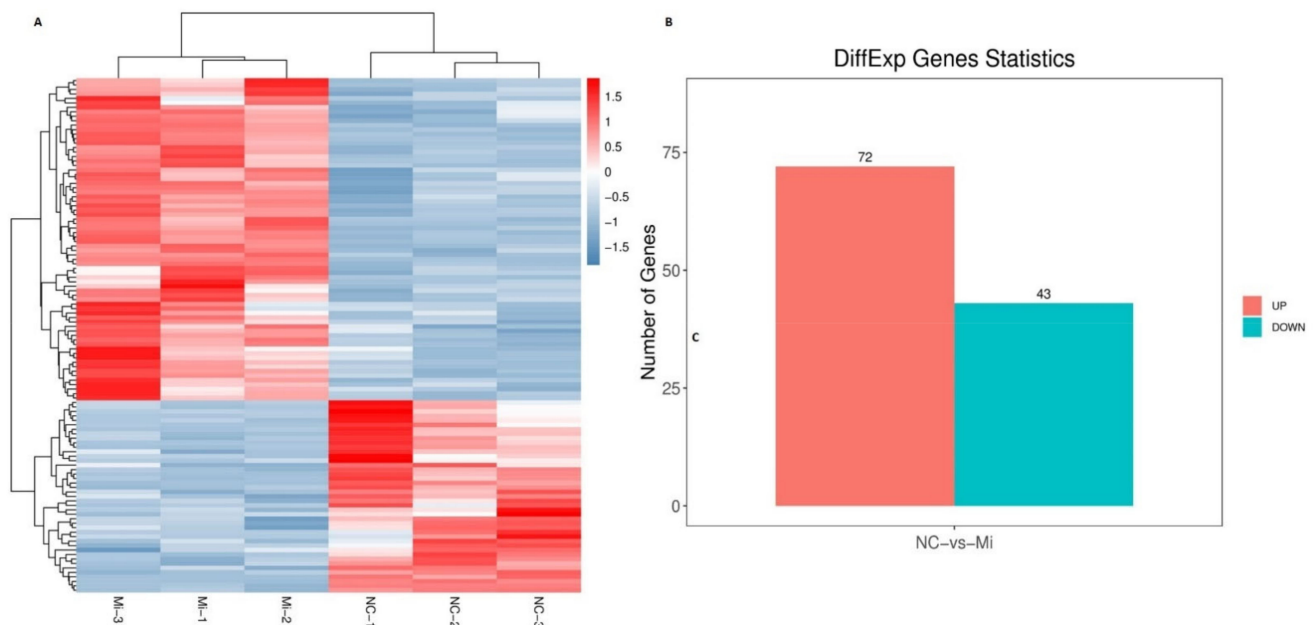 A
1.5
1
0.5
0
−0.5
−1
−1.5
Mi−3
Mi−1
Mi−2
NC−1
NC−2
NC−3
B
DiffExp Genes Statistics
Number of Genes
75
50
25
0
72
43
C
NC−vs−Mi
UP
DOWN